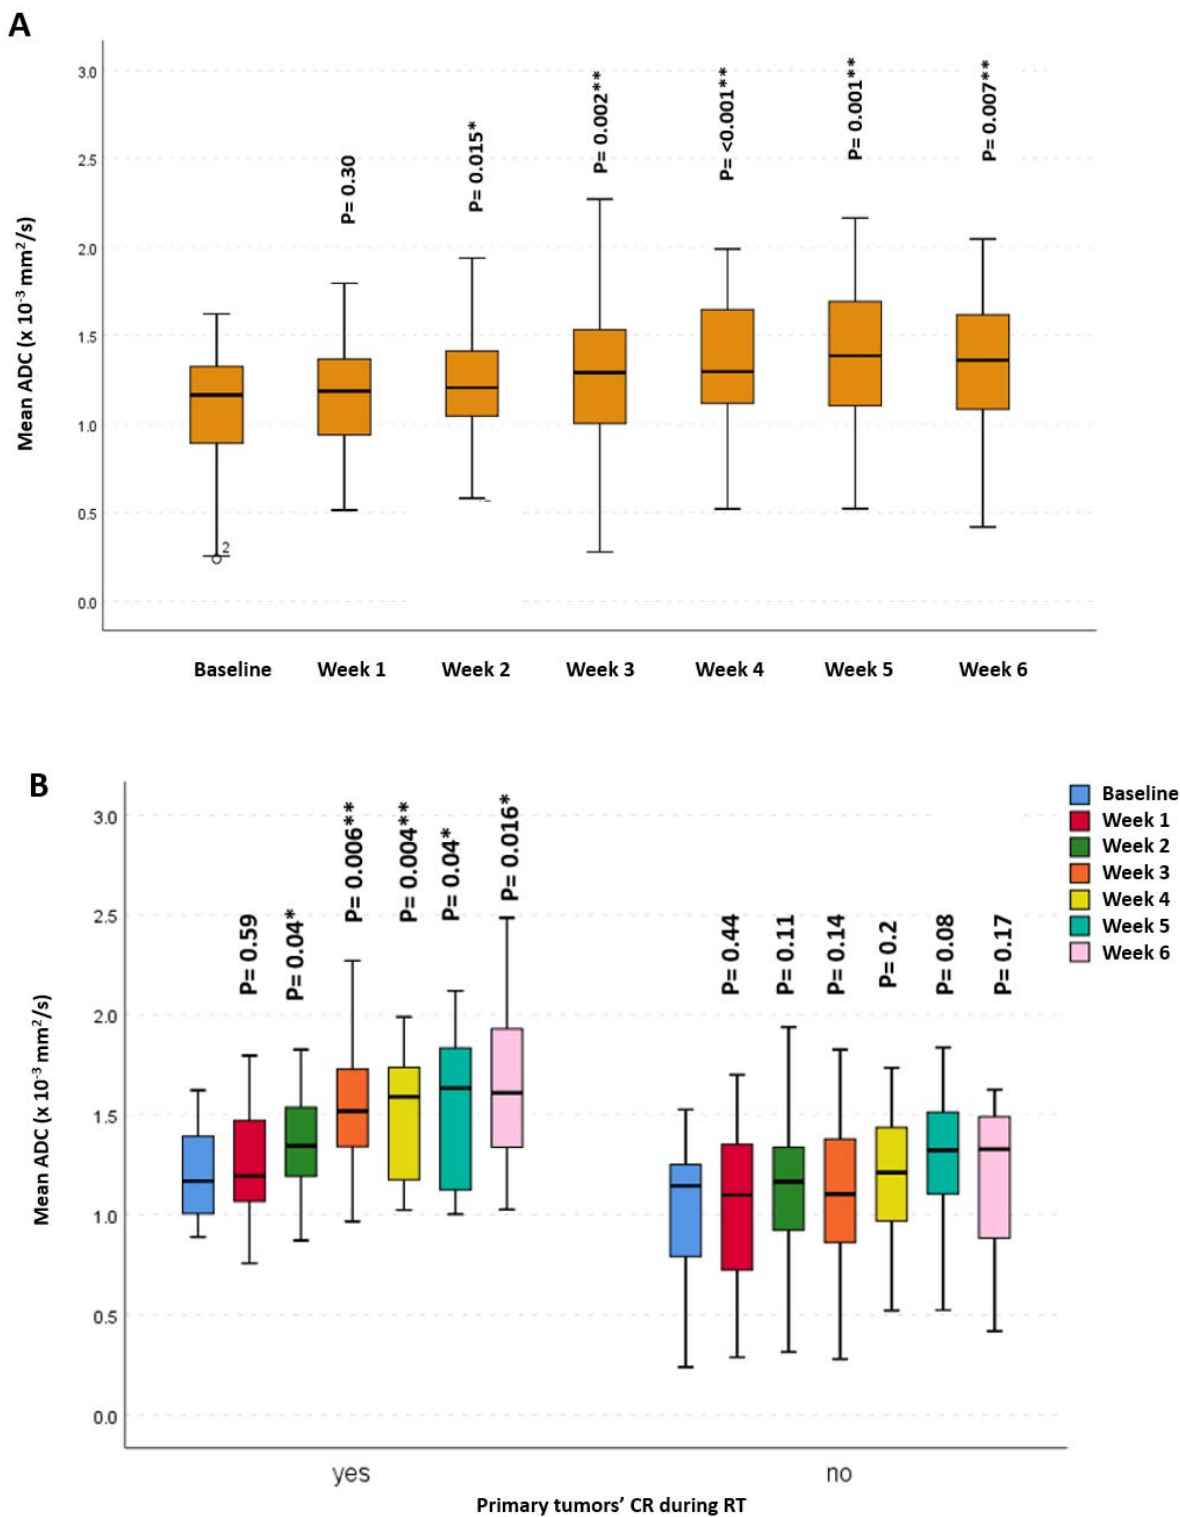 A
3.0
2.5
2.0
1.5
1.0
0.5
0.0
Mean ADC (x 10⁻³ mm²/s)
P= 0.30
P= 0.015*
P= 0.002**
P= <0.001**
P= 0.001**
P= 0.007**
2
Baseline
Week 1
Week 2
Week 3
Week 4
Week 5
Week 6
B
3.0
2.5
2.0
1.5
1.0
0.5
0.0
Mean ADC (x 10⁻³ mm²/s)
P= 0.59
P= 0.04*
P= 0.006**
P= 0.004**
P= 0.04*
P= 0.016*
P= 0.44
P= 0.11
P= 0.14
P= 0.2
P= 0.08
P= 0.17
Baseline
Week 1
Week 2
Week 3
Week 4
Week 5
Week 6
yes
no
Primary tumors’ CR during RT